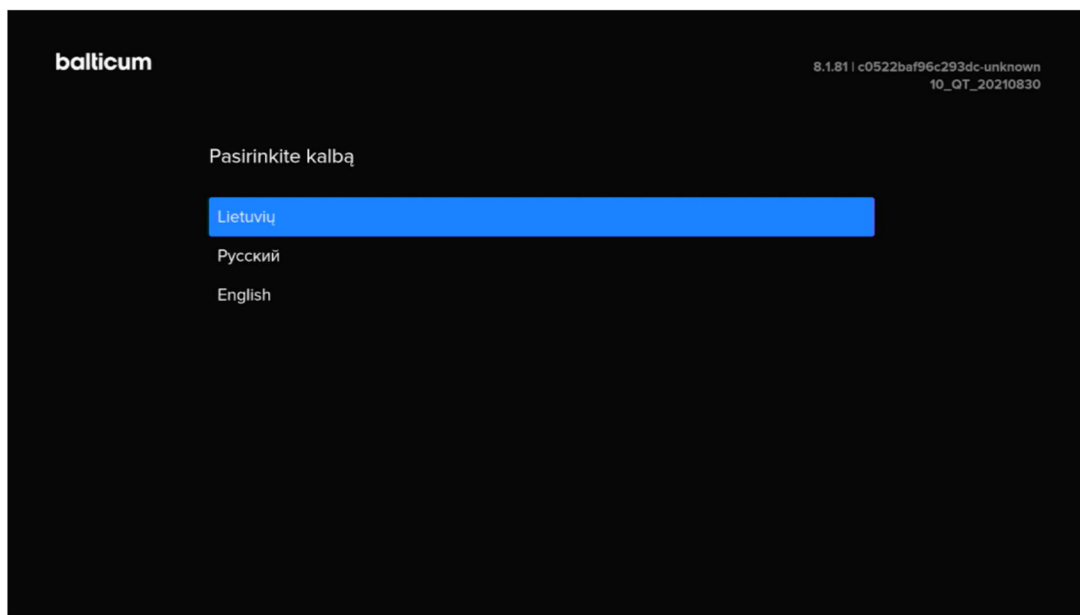 balticum
8.1.81 | c0522baf96c293dc-unknown
10_QT_20210830
Pasirinkite kalbą
Lietuvių
Русский
English